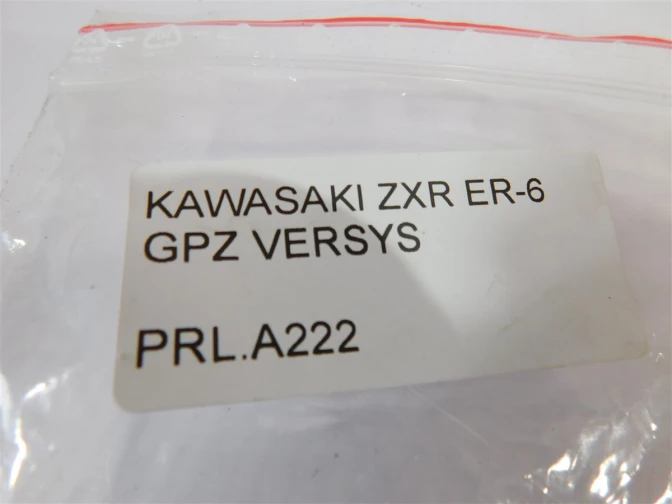 KAWASAKI ZXR ER-6
GPZ VERSYS
PRL.A222